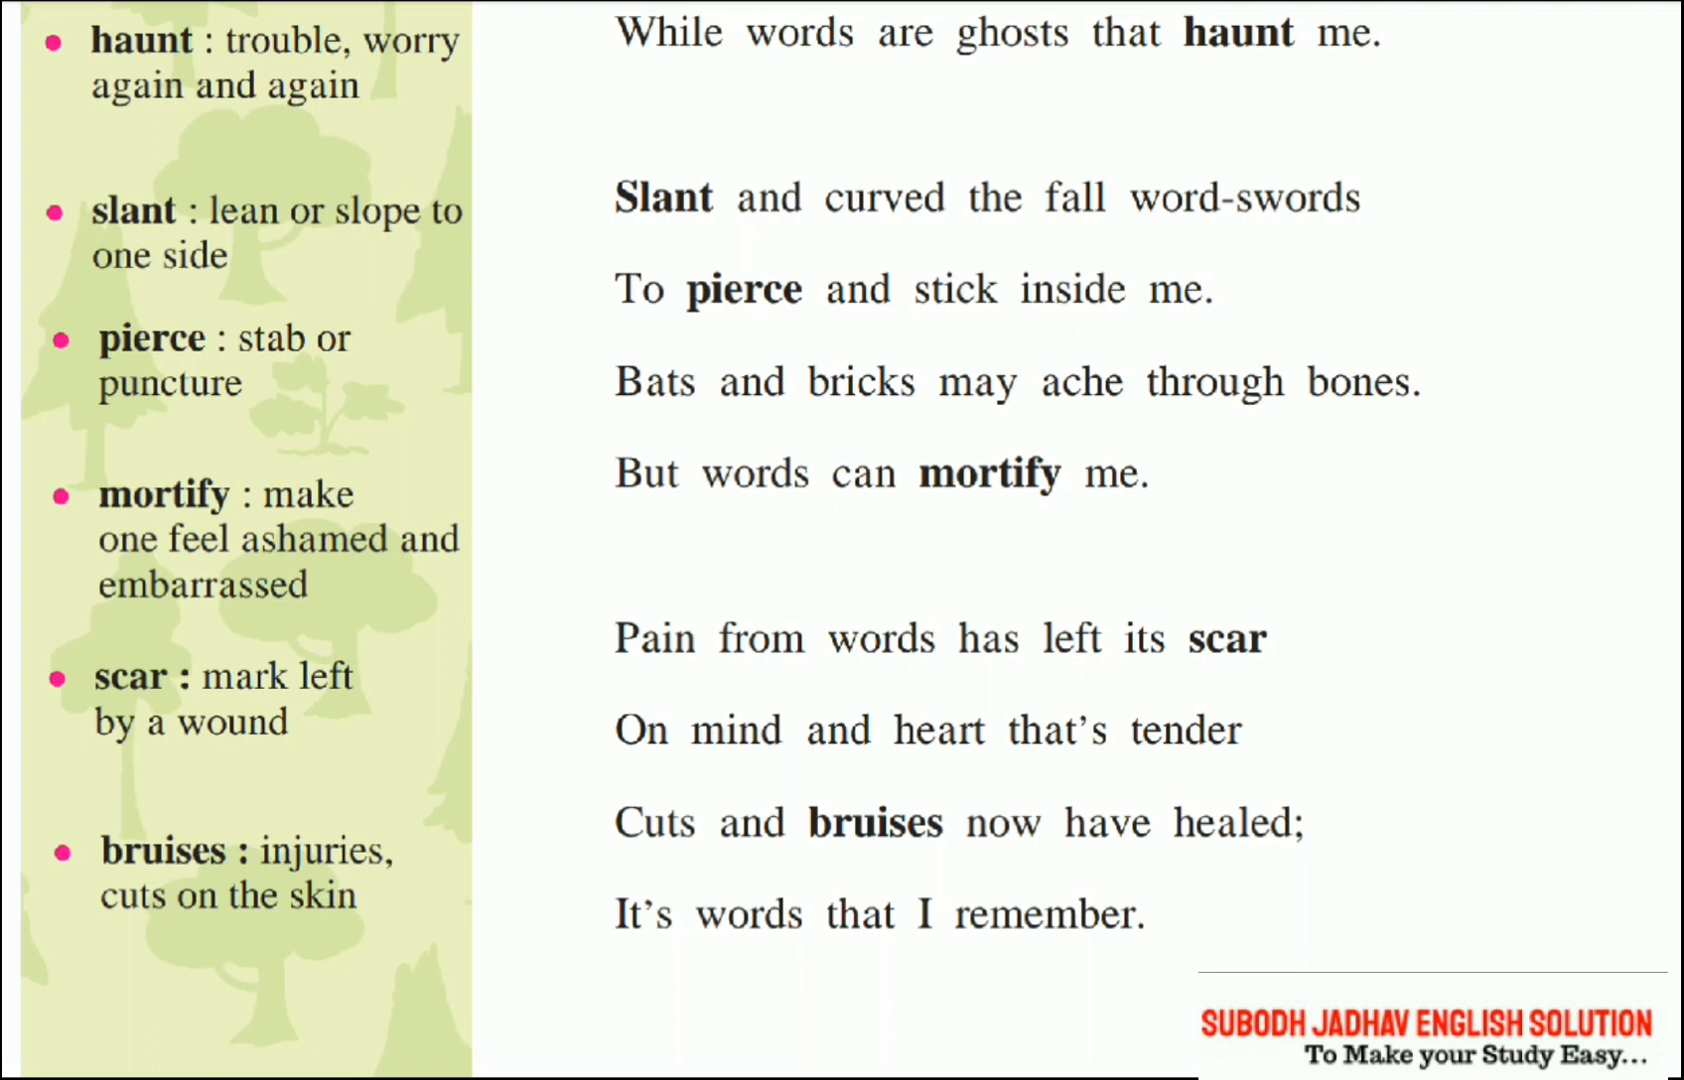 haunt : trouble, worry
again and again
slant : lean or slope to
one side
pierce : stab or
puncture
mortify : make
one feel ashamed and
embarrassed
scar : mark left
by a wound
bruises : injuries,
cuts on the skin
While words are ghosts that haunt me.
Slant and curved the fall word-swords
To pierce and stick inside me.
Bats and bricks may ache through bones.
But words can mortify me.
Pain from words has left its scar
On mind and heart that's tender
Cuts and bruises now have healed;
It's words that I remember.
SUBODH JADHAV ENGLISH SOLUTION
To Make your Study Easy...